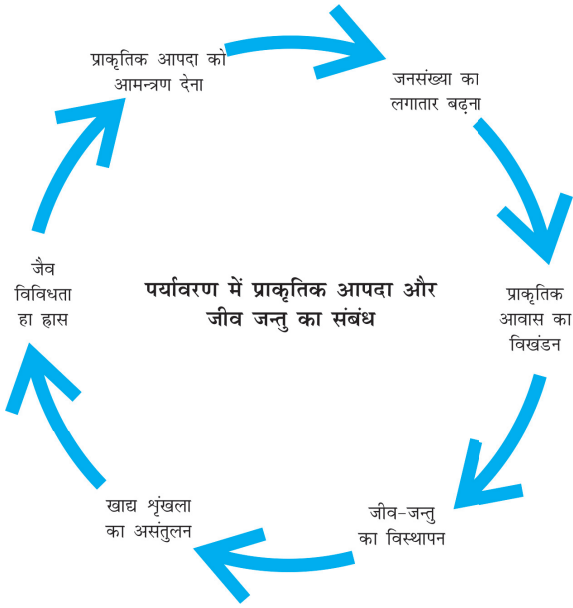 प्राकृतिक आपदा को
आमन्त्रण देना
जनसंख्या का
लगातार बढ़ना
प्राकृतिक
आवास का
विखंडन
जीव-जन्तु
का विस्थापन
खाद्य शृंखला
का असंतुलन
जैव
विविधता
हा ह्रास
पर्यावरण में प्राकृतिक आपदा और
जीव जन्तु का संबंध